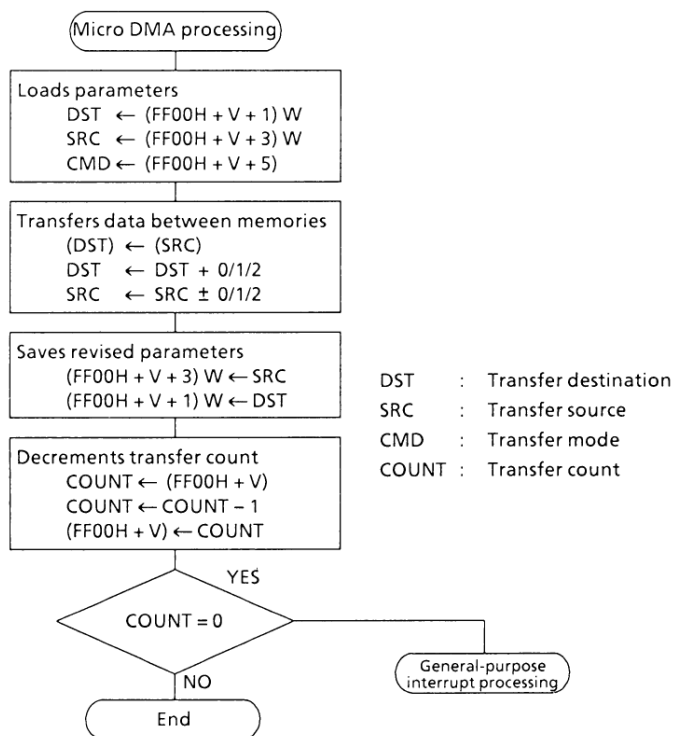 Micro DMA processing
Loads parameters
DST ← (FF00H + V + 1) W
SRC ← (FF00H + V + 3) W
CMD ← (FF00H + V + 5)
Transfers data between memories
(DST) ← (SRC)
DST ← DST + 0/1/2
SRC ← SRC ± 0/1/2
Saves revised parameters
(FF00H + V + 3) W ← SRC
(FF00H + V + 1) W ← DST
DST : Transfer destination
SRC : Transfer source
CMD : Transfer mode
COUNT : Transfer count
Decrements transfer count
COUNT ← (FF00H + V)
COUNT ← COUNT – 1
(FF00H + V) ← COUNT
YES
COUNT = 0
NO
General-purpose
interrupt processing
End